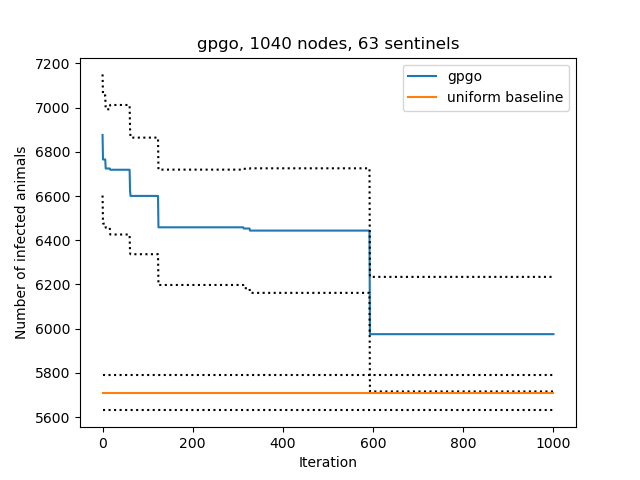 gpgo, 1040 nodes, 63 sentinels
gpgo
uniform baseline
Number of infected animals
7200
7000
6800
6600
6400
6200
6000
5800
5600
0 200 400 600 800 1000
Iteration